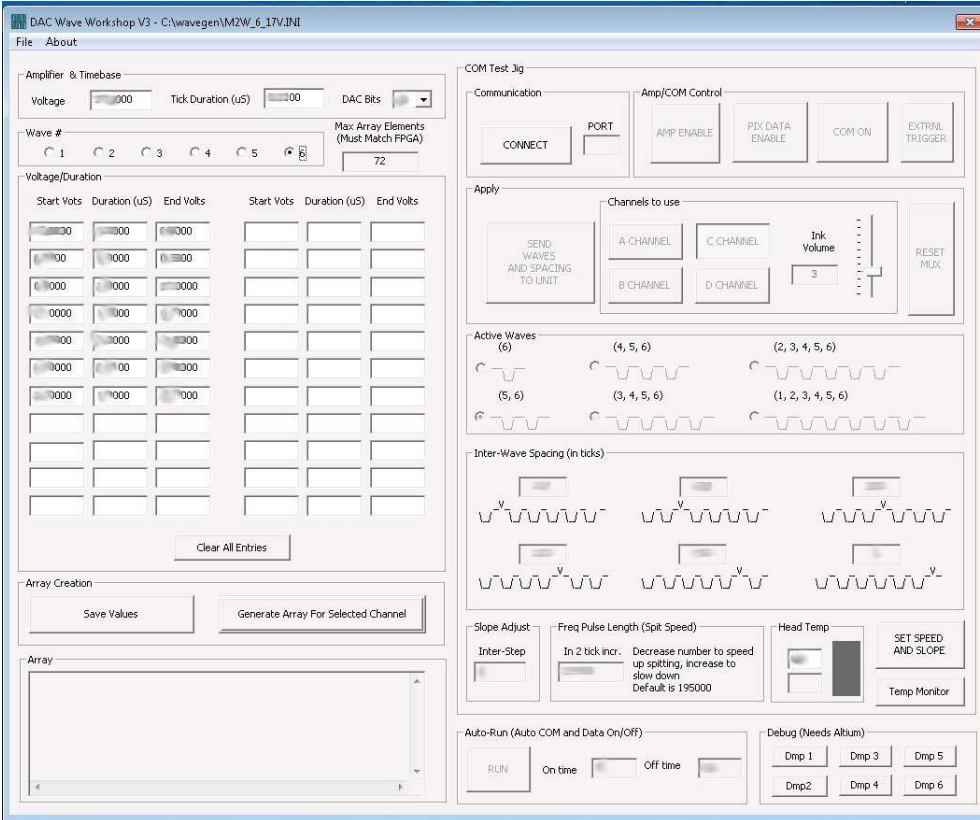 DAC Wave Workshop V3 - C:\wavegen\M2W_6_17V.INI
File About
Amplifier & Timebase
Voltage Tick Duration (uS) DAC Bits
Wave #
1 2 3 4 5 6
Max Array Elements
(Must Match FPGA)
72
Voltage/Duration
Start Vots Duration (uS) End Volts Start Vots Duration (uS) End Volts
Clear All Entries
Array Creation
Save Values Generate Array For Selected Channel
Array
COM Test Jig
Communication
CONNECT PORT
Amp/COM Control
AMP ENABLE
PIX DATA
ENABLE
COM ON
EXTRNL
TRIGGER
Apply
SEND
WAVES
AND SPACING
TO UNIT
Channels to use
A CHANNEL C CHANNEL
B CHANNEL D CHANNEL
Ink
Volume
3
RESET
MUX
Active Waves
(6) (4, 5, 6) (2, 3, 4, 5, 6)
(5, 6) (3, 4, 5, 6) (1, 2, 3, 4, 5, 6)
Inter-Wave Spacing (in ticks)
V V V
V V V
Slope Adjust
Inter-Step
Freq Pulse Length (Spit Speed)
In 2 tick incr.
Decrease number to speed
up spitting, increase to
slow down
Default is 195000
Head Temp
SET SPEED
AND SLOPE
Temp Monitor
Auto-Run (Auto COM and Data On/Off)
RUN On time Off time
Debug (Needs Altium)
Dmp 1 Dmp 3 Dmp 5
Dmp2 Dmp 4 Dmp 6